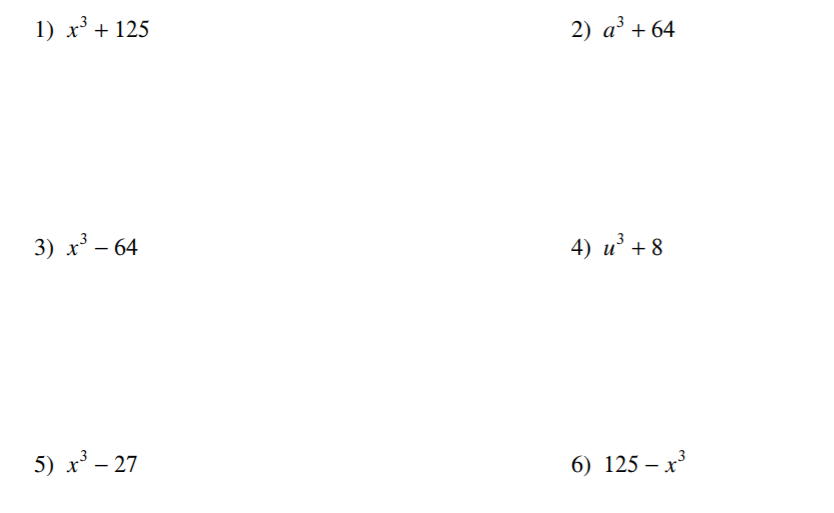 1) x³ + 125
2) a³ + 64
3) x³ – 64
4) u³ + 8
5) x³ – 27
6) 125 – x³